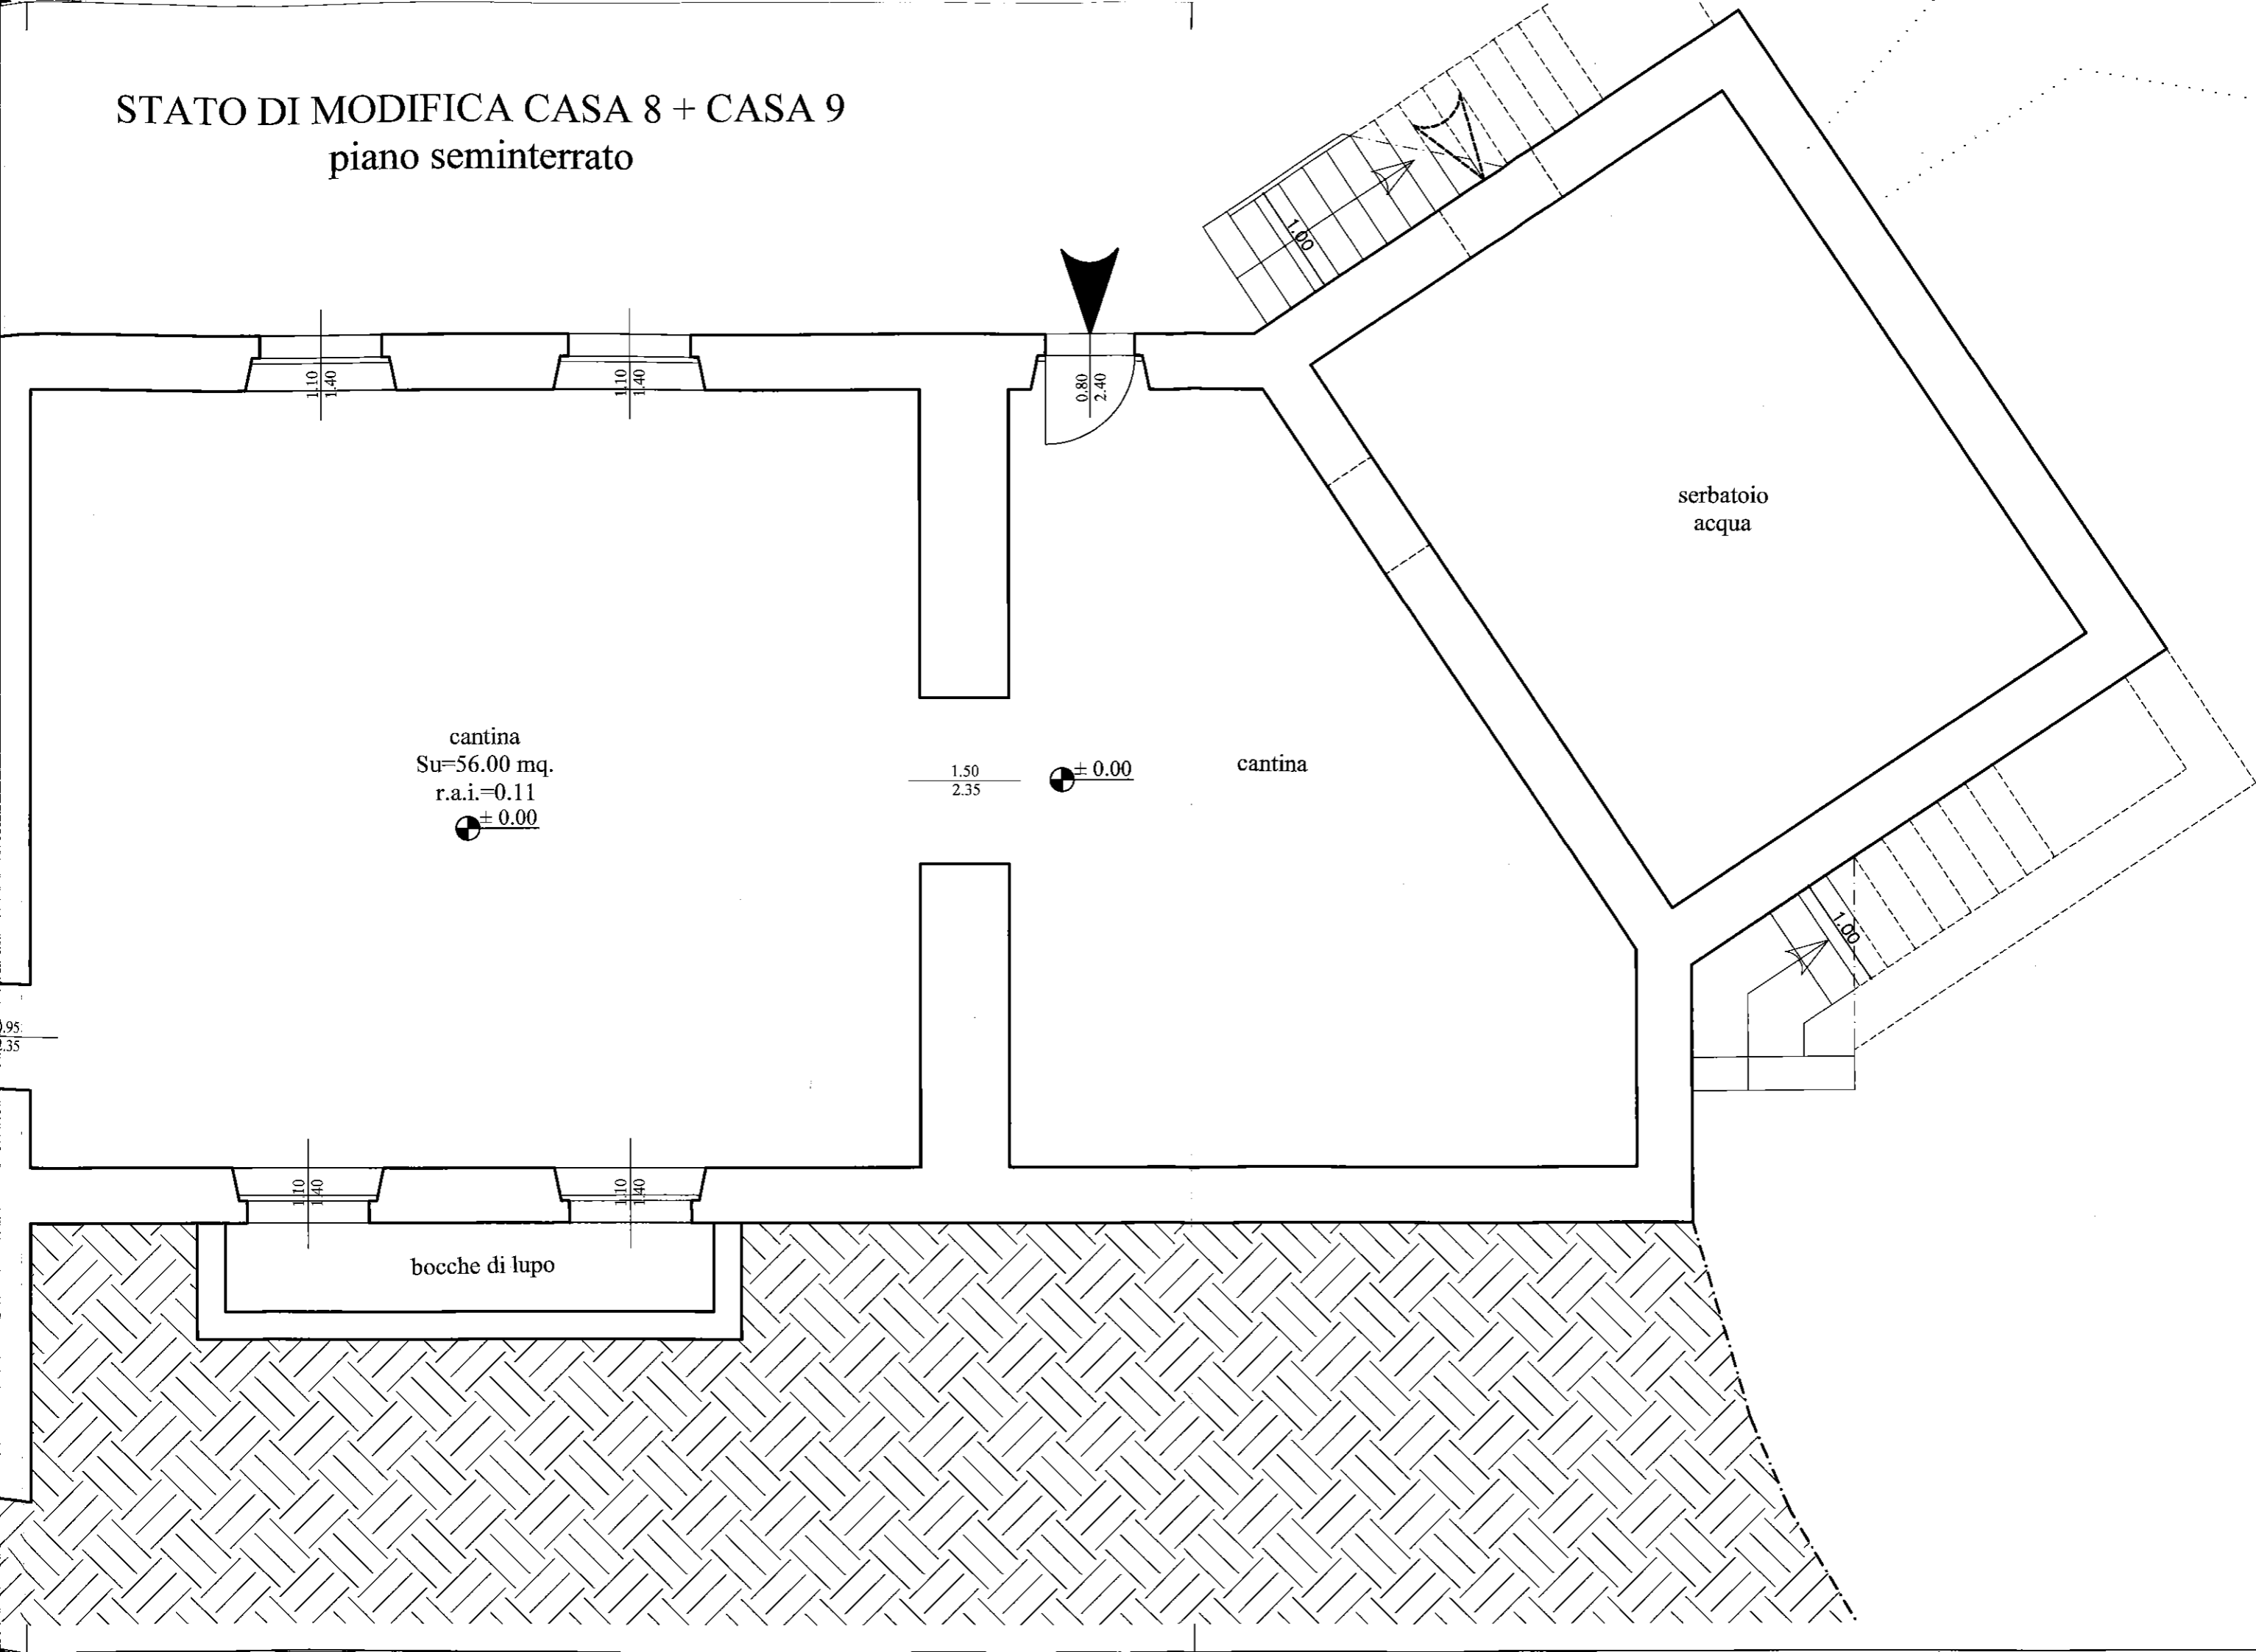 STATO DI MODIFICA CASA 8 + CASA 9
piano seminterrato
1.00
1.10
1.40
1.10
1.40
0.80
2.40
serbatoio
acqua
cantina
Su=56.00 mq.
r.a.i.=0.11
± 0.00
1.50
2.35
± 0.00
cantina
1.00
.95
.35
1.10
1.40
1.10
1.40
bocche di lupo